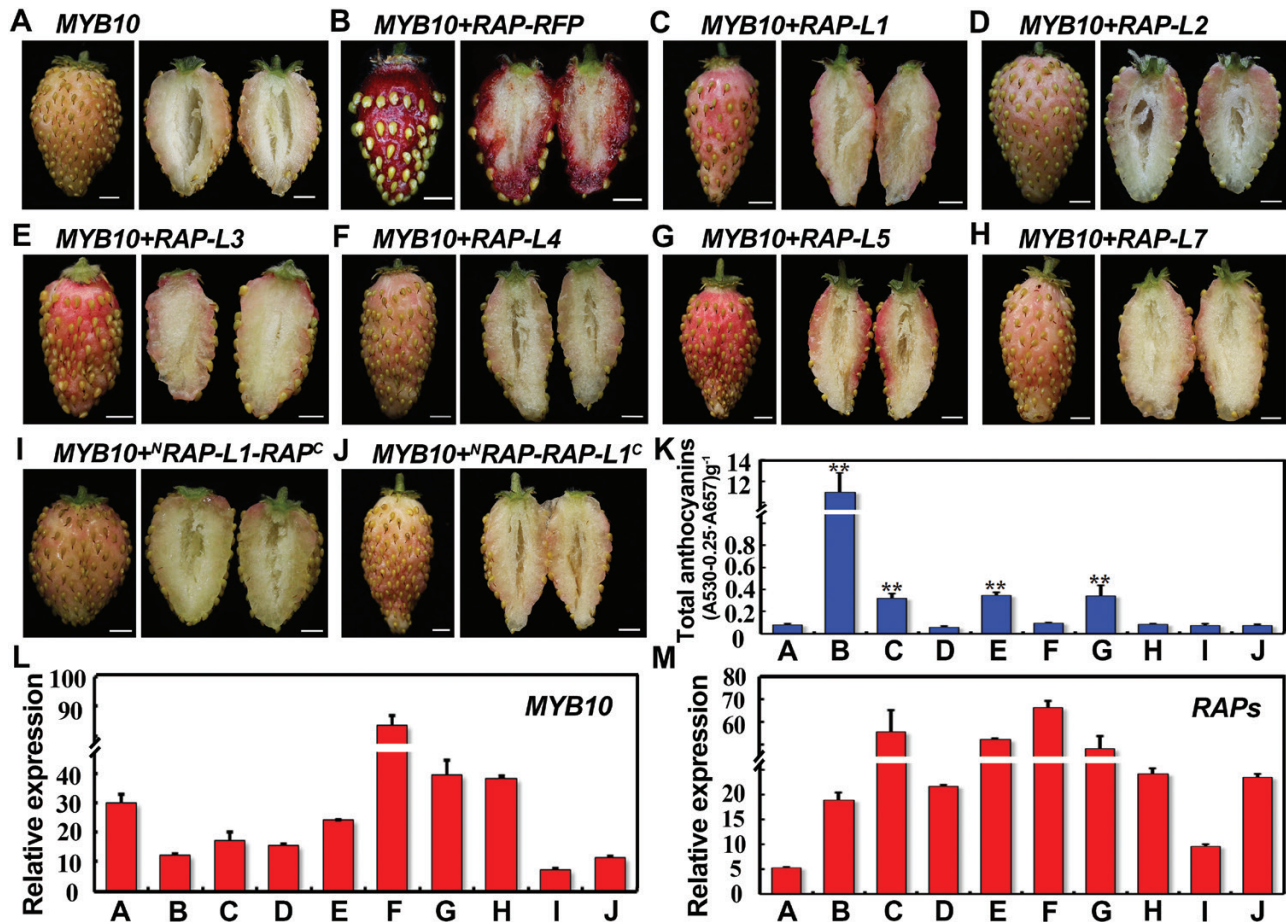 A MYB10
B MYB10+RAP-RFP
C MYB10+RAP-L1
D MYB10+RAP-L2
E MYB10+RAP-L3
F MYB10+RAP-L4
G MYB10+RAP-L5
H MYB10+RAP-L7
I MYB10+ᴺRAP-L1-RAPᶜ
J MYB10+ᴺRAP-RAP-L1ᶜ
K
Total anthocyanins
(A530-0.25·A657)g⁻¹
14
12
0.8
0.6
0.4
0.2
0
** ** ** **
A B C D E F G H I J
L
MYB10
Relative expression
100
90
40
30
20
10
0
A B C D E F G H I J
M
RAPs
Relative expression
80
70
60
50
20
15
10
5
0
A B C D E F G H I J